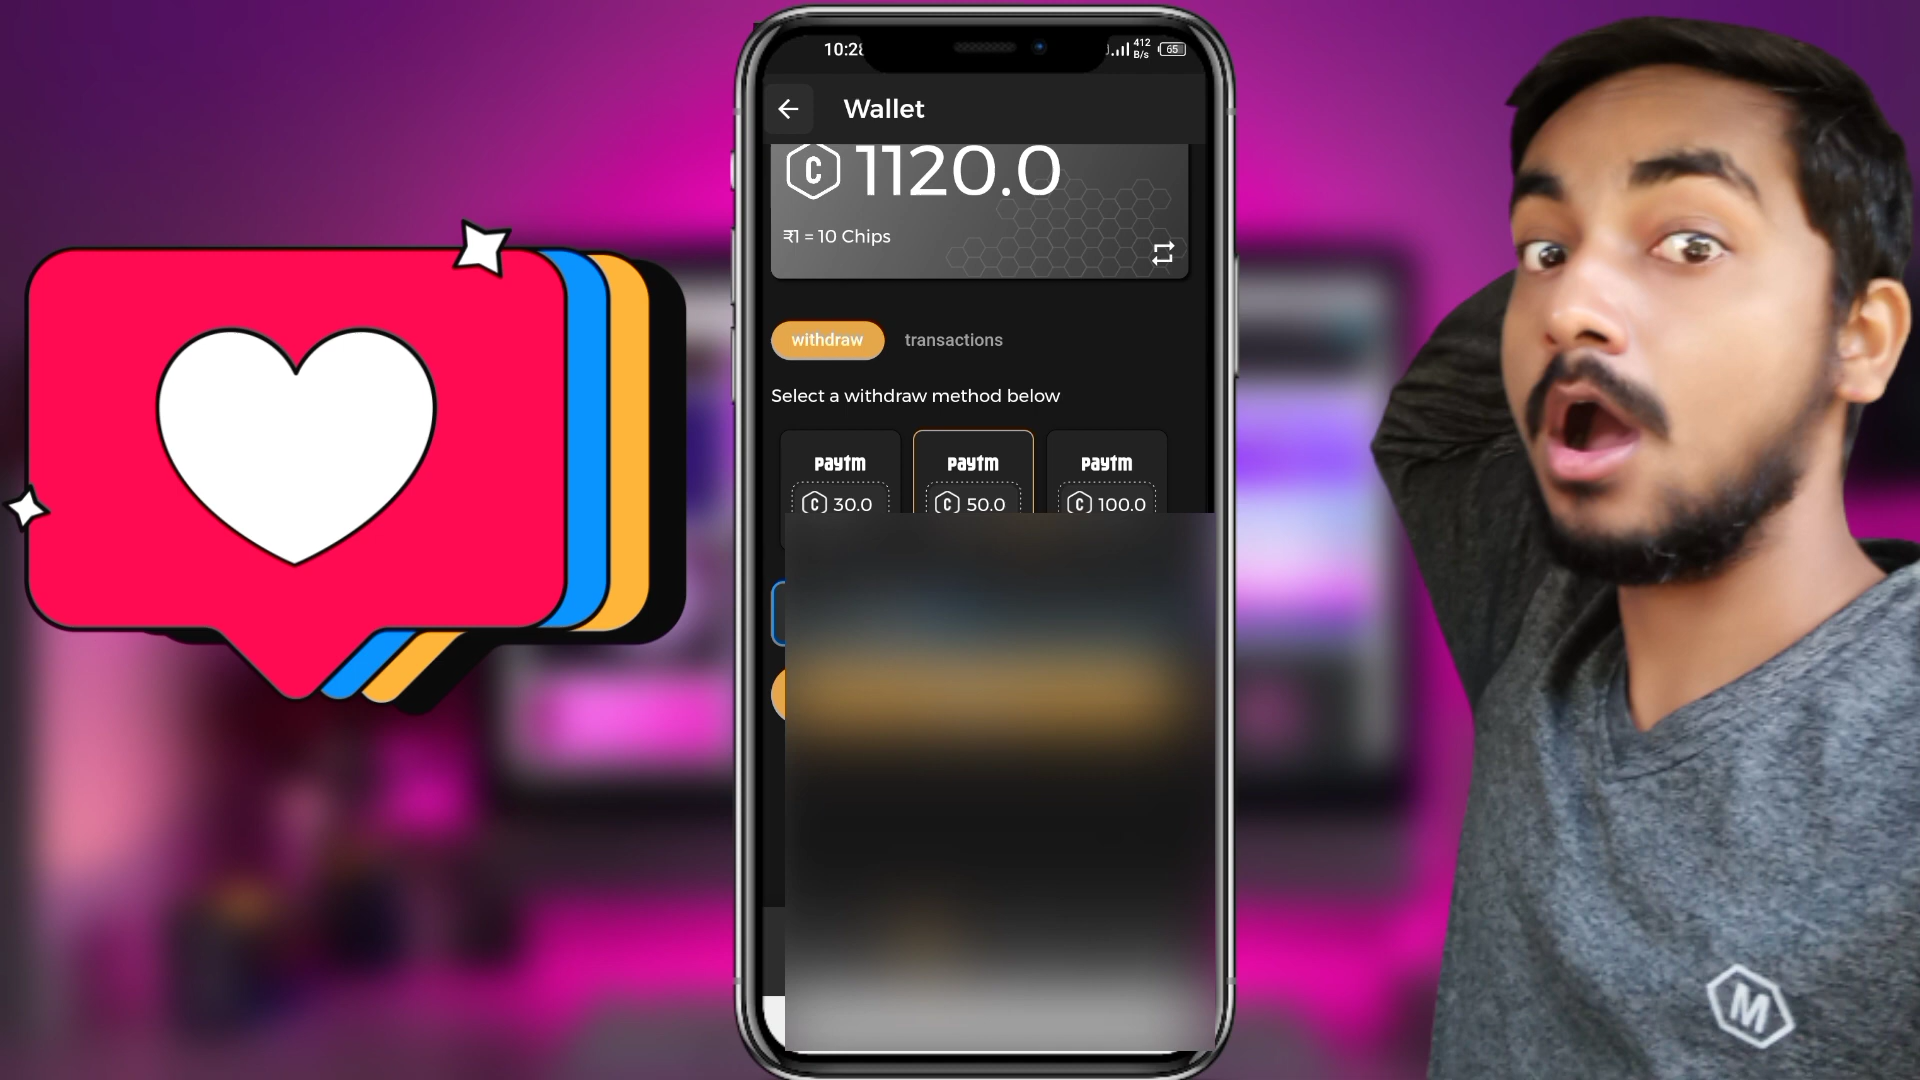 10:28
412
B/s
65
Wallet
C 1120.0
₹1 = 10 Chips
withdraw transactions
Select a withdraw method below
paytm paytm paytm
C 30.0 C 50.0 C 100.0
M